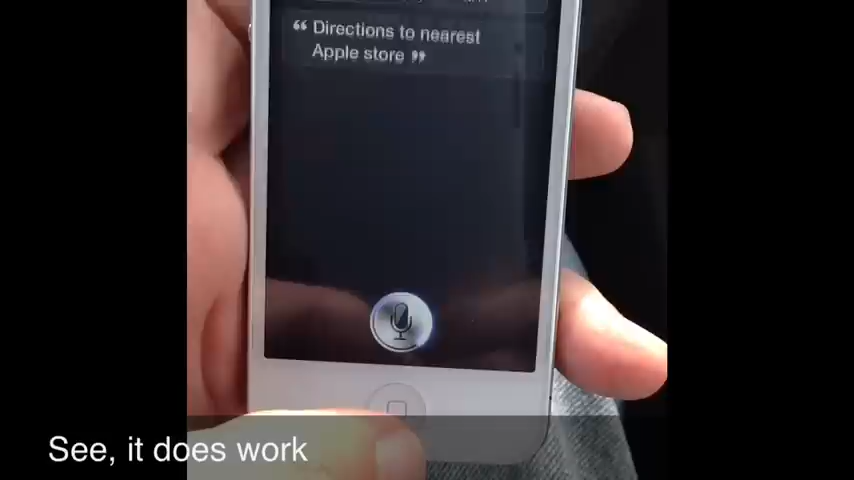 “ Directions to nearest
Apple store ”
See, it does work